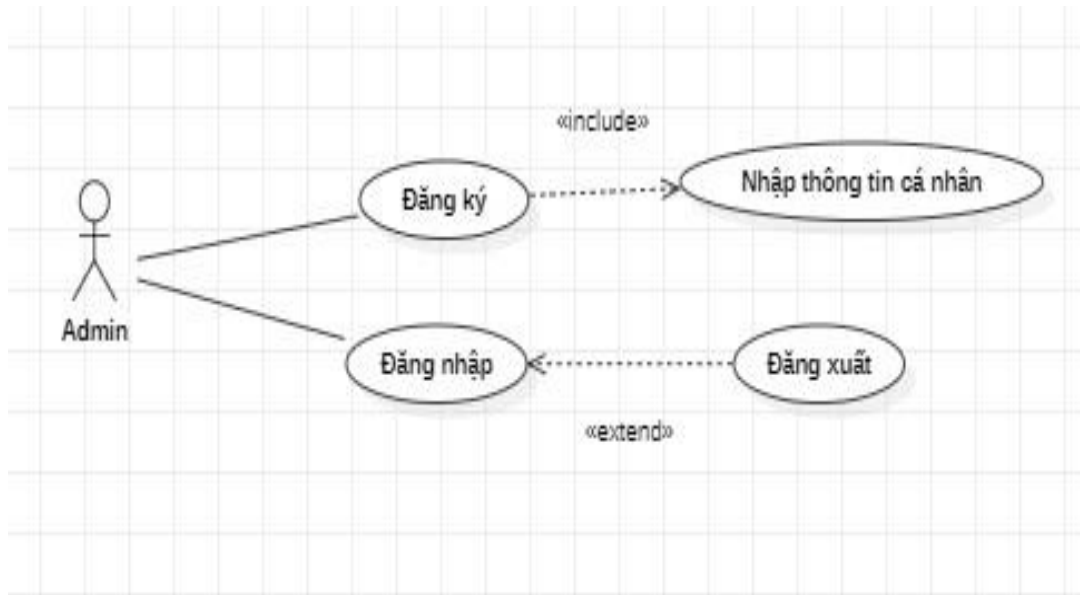 «include»
Đăng ký
Nhập thông tin cá nhân
Admin
Đăng nhập
Đăng xuất
«extend»